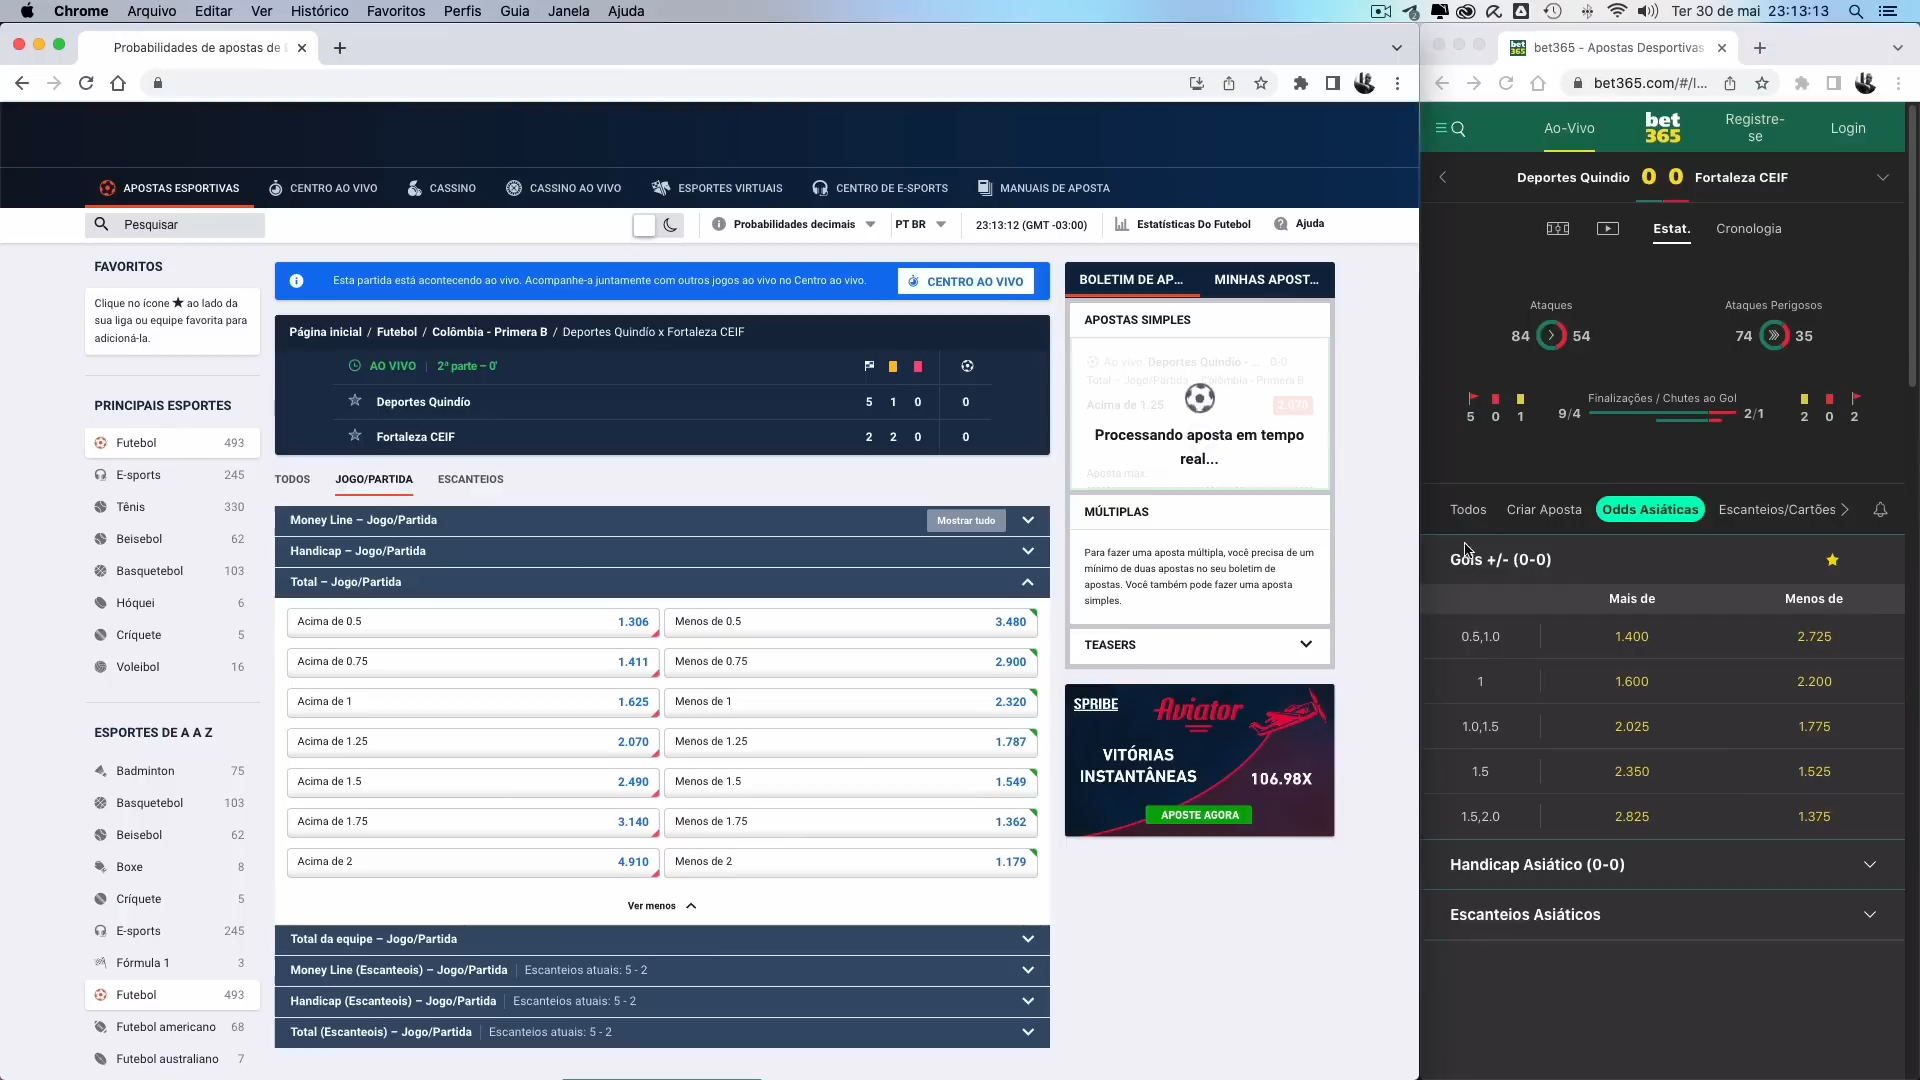 Chrome Arquivo Editar Ver Histórico Favoritos Perfis Guia Janela Ajuda
Ter 30 de mai 23:13:13
Probabilidades de apostas de
APOSTAS ESPORTIVAS
CENTRO AO VIVO
CASSINO
CASSINO AO VIVO
ESPORTES VIRTUAIS
CENTRO DE E-SPORTS
MANUAIS DE APOSTA
Pesquisar
Probabilidades decimais
PT BR
23:13:12 (GMT -03:00)
Estatísticas Do Futebol
Ajuda
FAVORITOS
Clique no ícone ★ ao lado da
sua liga ou equipe favorita para
adicioná-la.
PRINCIPAIS ESPORTES
Futebol 493
E-sports 245
Tênis 330
Beisebol 62
Basquetebol 103
Hóquei 6
Críquete 5
Voleibol 16
ESPORTES DE A A Z
Badminton 75
Basquetebol 103
Beisebol 62
Boxe 8
Críquete 5
E-sports 245
Fórmula 1 3
Futebol 493
Futebol americano 68
Futebol australiano 7
Esta partida está acontecendo ao vivo. Acompanhe-a juntamente com outros jogos ao vivo no Centro ao vivo.
CENTRO AO VIVO
Página inicial / Futebol / Colômbia - Primera B / Deportes Quindío x Fortaleza CEIF
AO VIVO | 2ª parte – 0'
Deportes Quindío 5 1 0 0
Fortaleza CEIF 2 2 0 0
TODOS JOGO/PARTIDA ESCANTEIOS
Money Line – Jogo/Partida
Mostrar tudo
Handicap – Jogo/Partida
Total – Jogo/Partida
Acima de 0.5 1.306 Menos de 0.5 3.480
Acima de 0.75 1.411 Menos de 0.75 2.900
Acima de 1 1.625 Menos de 1 2.320
Acima de 1.25 2.070 Menos de 1.25 1.787
Acima de 1.5 2.490 Menos de 1.5 1.549
Acima de 1.75 3.140 Menos de 1.75 1.362
Acima de 2 4.910 Menos de 2 1.179
Ver menos
Total da equipe – Jogo/Partida
Money Line (Escanteois) – Jogo/Partida | Escanteios atuais: 5 - 2
Handicap (Escanteois) – Jogo/Partida | Escanteios atuais: 5 - 2
Total (Escanteois) – Jogo/Partida | Escanteios atuais: 5 - 2
BOLETIM DE AP... MINHAS APOST...
APOSTAS SIMPLES
Ao vivo Deportes Quindío - ... 0-0
Total – Jogo/Partida Colômbia - Primera B
Acima de 1.25 2.070
Processando aposta em tempo
real...
Aposta máx.
MÚLTIPLAS
Para fazer uma aposta múltipla, você precisa de um
mínimo de duas apostas no seu boletim de
apostas. Você também pode fazer uma aposta
simples.
TEASERS
SPRIBE
Aviator
VITÓRIAS
INSTANTÂNEAS
106.98X
APOSTE AGORA
bet365 - Apostas Desportivas
bet365.com/#/I...
Ao-Vivo
bet
365
Registre-
se
Login
Deportes Quindio 0 0 Fortaleza CEIF
Estat. Cronologia
Ataques
84 54
Ataques Perigosos
74 35
Finalizações / Chutes ao Gol
5 0 1 9/4 2/1 2 0 2
Todos Criar Aposta Odds Asiáticas Escanteios/Cartões
Gols +/- (0-0)
Mais de Menos de
0.5,1.0 1.400 2.725
1 1.600 2.200
1.0,1.5 2.025 1.775
1.5 2.350 1.525
1.5,2.0 2.825 1.375
Handicap Asiático (0-0)
Escanteios Asiáticos